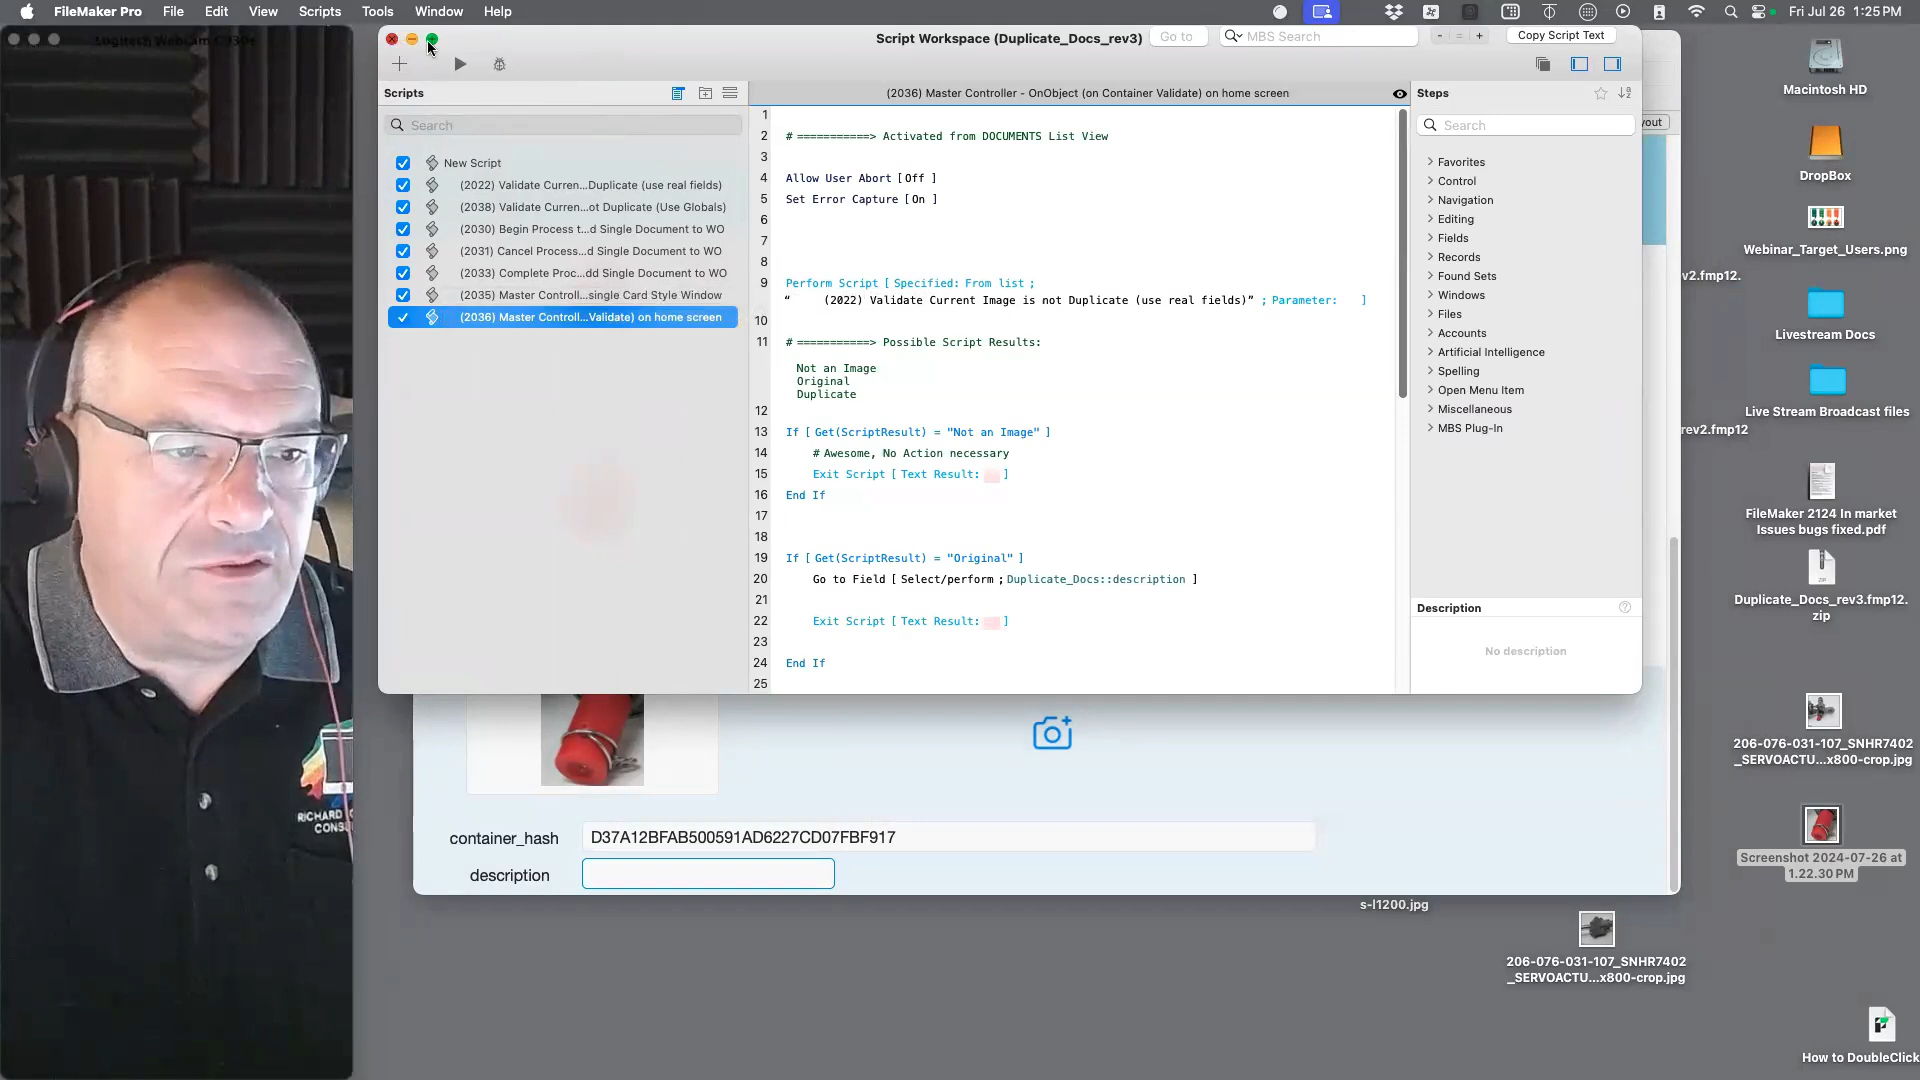 FileMaker Pro File Edit View Scripts Tools Window Help Fri Jul 26 1:25 PM
Script Workspace (Duplicate_Docs_rev3) Go to MBS Search - = + Copy Script Text
Scripts
(2036) Master Controller - OnObject (on Container Validate) on home screen
Steps
Search
Search
New Script
(2022) Validate Curren...Duplicate (use real fields)
(2038) Validate Curren...ot Duplicate (Use Globals)
(2030) Begin Process t...d Single Document to WO
(2031) Cancel Process...d Single Document to WO
(2033) Complete Proc...dd Single Document to WO
(2035) Master Controll...single Card Style Window
(2036) Master Controll...Validate) on home screen
1
2 # ===========> Activated from DOCUMENTS List View
3
4 Allow User Abort [ Off ]
5 Set Error Capture [ On ]
6
7
8
9 Perform Script [ Specified: From list ;
“ (2022) Validate Current Image is not Duplicate (use real fields)” ; Parameter: ]
10
11 # ===========> Possible Script Results:
Not an Image
Original
Duplicate
12
13 If [ Get(ScriptResult) = "Not an Image" ]
14 # Awesome, No Action necessary
15 Exit Script [ Text Result: ]
16 End If
17
18
19 If [ Get(ScriptResult) = "Original" ]
20 Go to Field [ Select/perform ; Duplicate_Docs::description ]
21
22 Exit Script [ Text Result: ]
23
24 End If
25
Favorites
Control
Navigation
Editing
Fields
Records
Found Sets
Windows
Files
Accounts
Artificial Intelligence
Spelling
Open Menu Item
Miscellaneous
MBS Plug-In
Description
No description
yout
container_hash D37A12BFAB500591AD6227CD07FBF917
description
Macintosh HD
DropBox
Webinar_Target_Users.png
v2.fmp12.
Livestream Docs
Live Stream Broadcast files
rev2.fmp12
FileMaker 2124 In market
Issues bugs fixed.pdf
Duplicate_Docs_rev3.fmp12.
zip
206-076-031-107_SNHR7402
_SERVOACTU...x800-crop.jpg
Screenshot 2024-07-26 at
1.22.30 PM
s-l1200.jpg
206-076-031-107_SNHR7402
_SERVOACTU...x800-crop.jpg
How to DoubleClick
RICHARD
CONSU